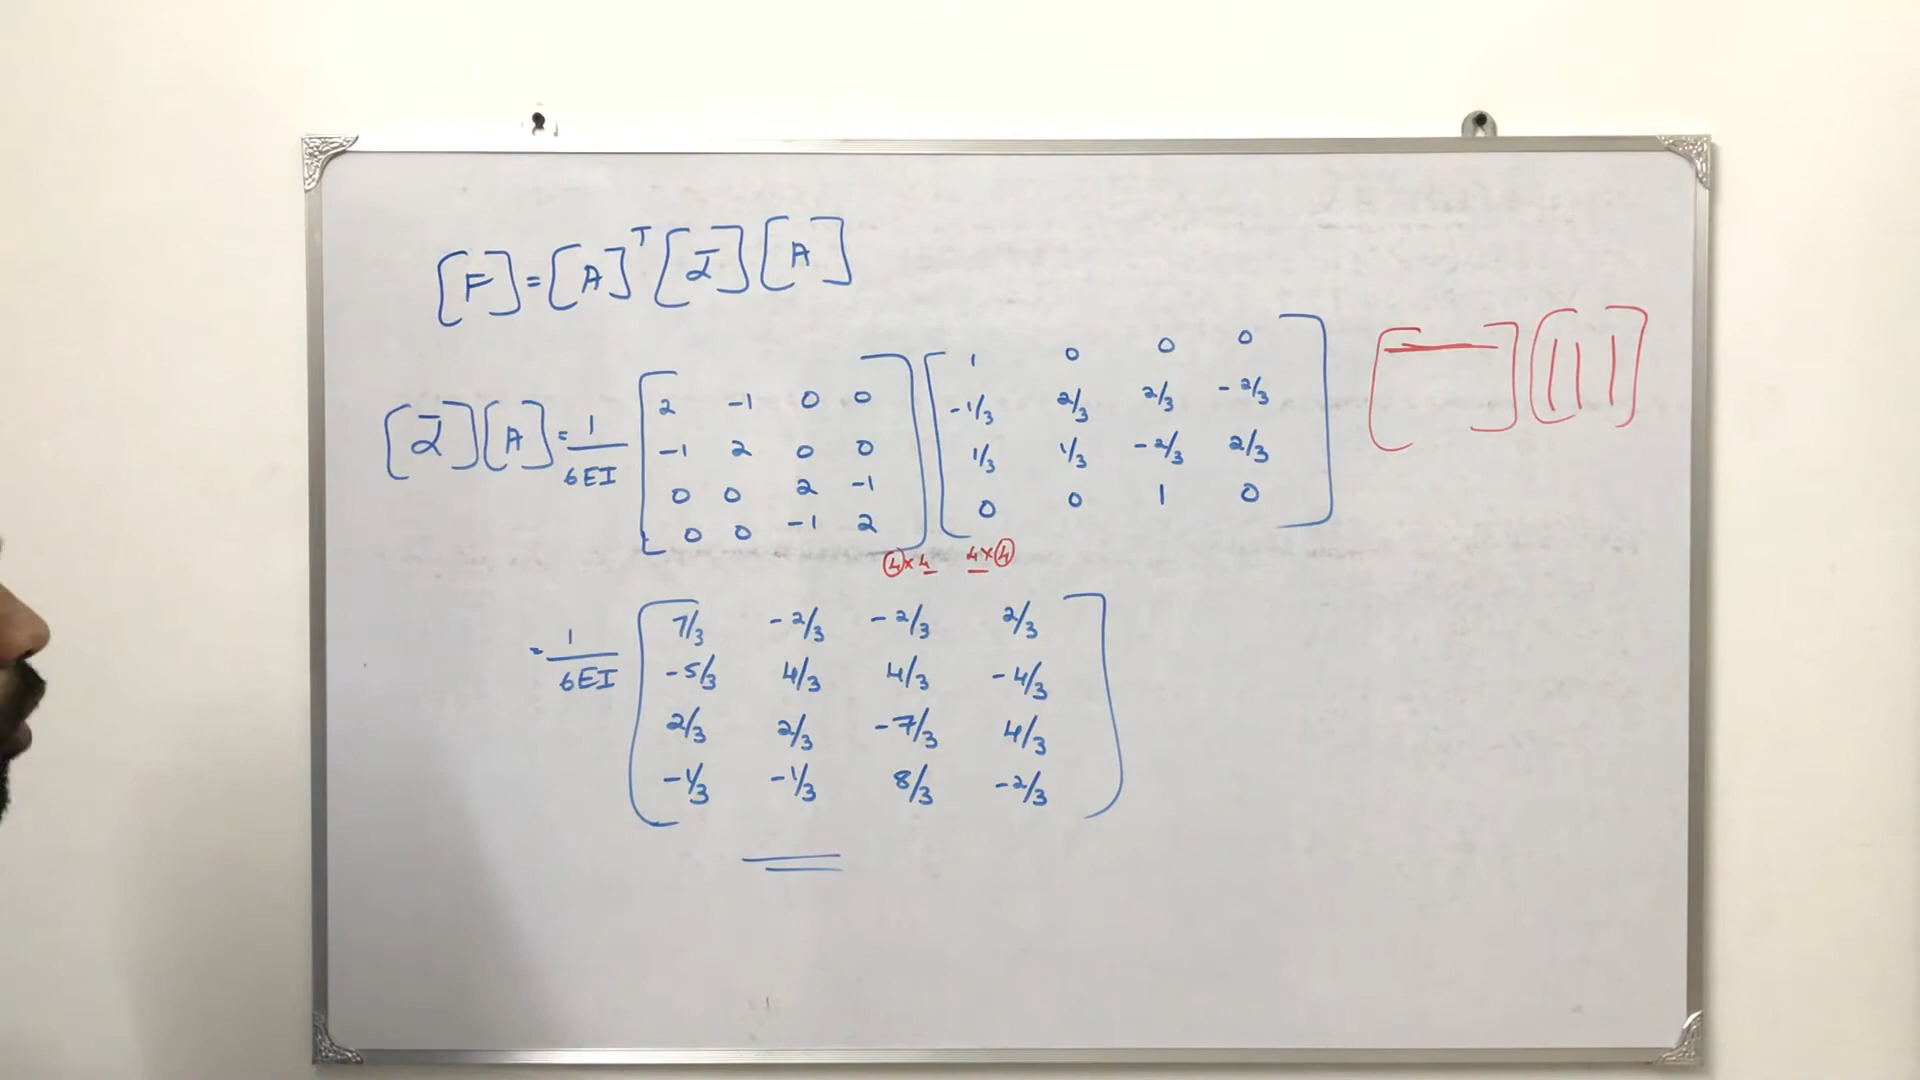 [F] = [A]ᵀ [Ī] [A]
[Ī] [A] = 1/6EI [2 -1 0 0] [1 0 0 0]
[-1 2 0 0] [-1/3 2/3 2/3 -2/3]
[0 0 2 -1] [1/3 1/3 -2/3 2/3]
[0 0 -1 2] [0 0 1 0]
4×4 4×4
= 1/6EI [7/3 -2/3 -2/3 2/3]
[-5/3 4/3 4/3 -4/3]
[2/3 2/3 -7/3 4/3]
[-1/3 -1/3 8/3 -2/3]